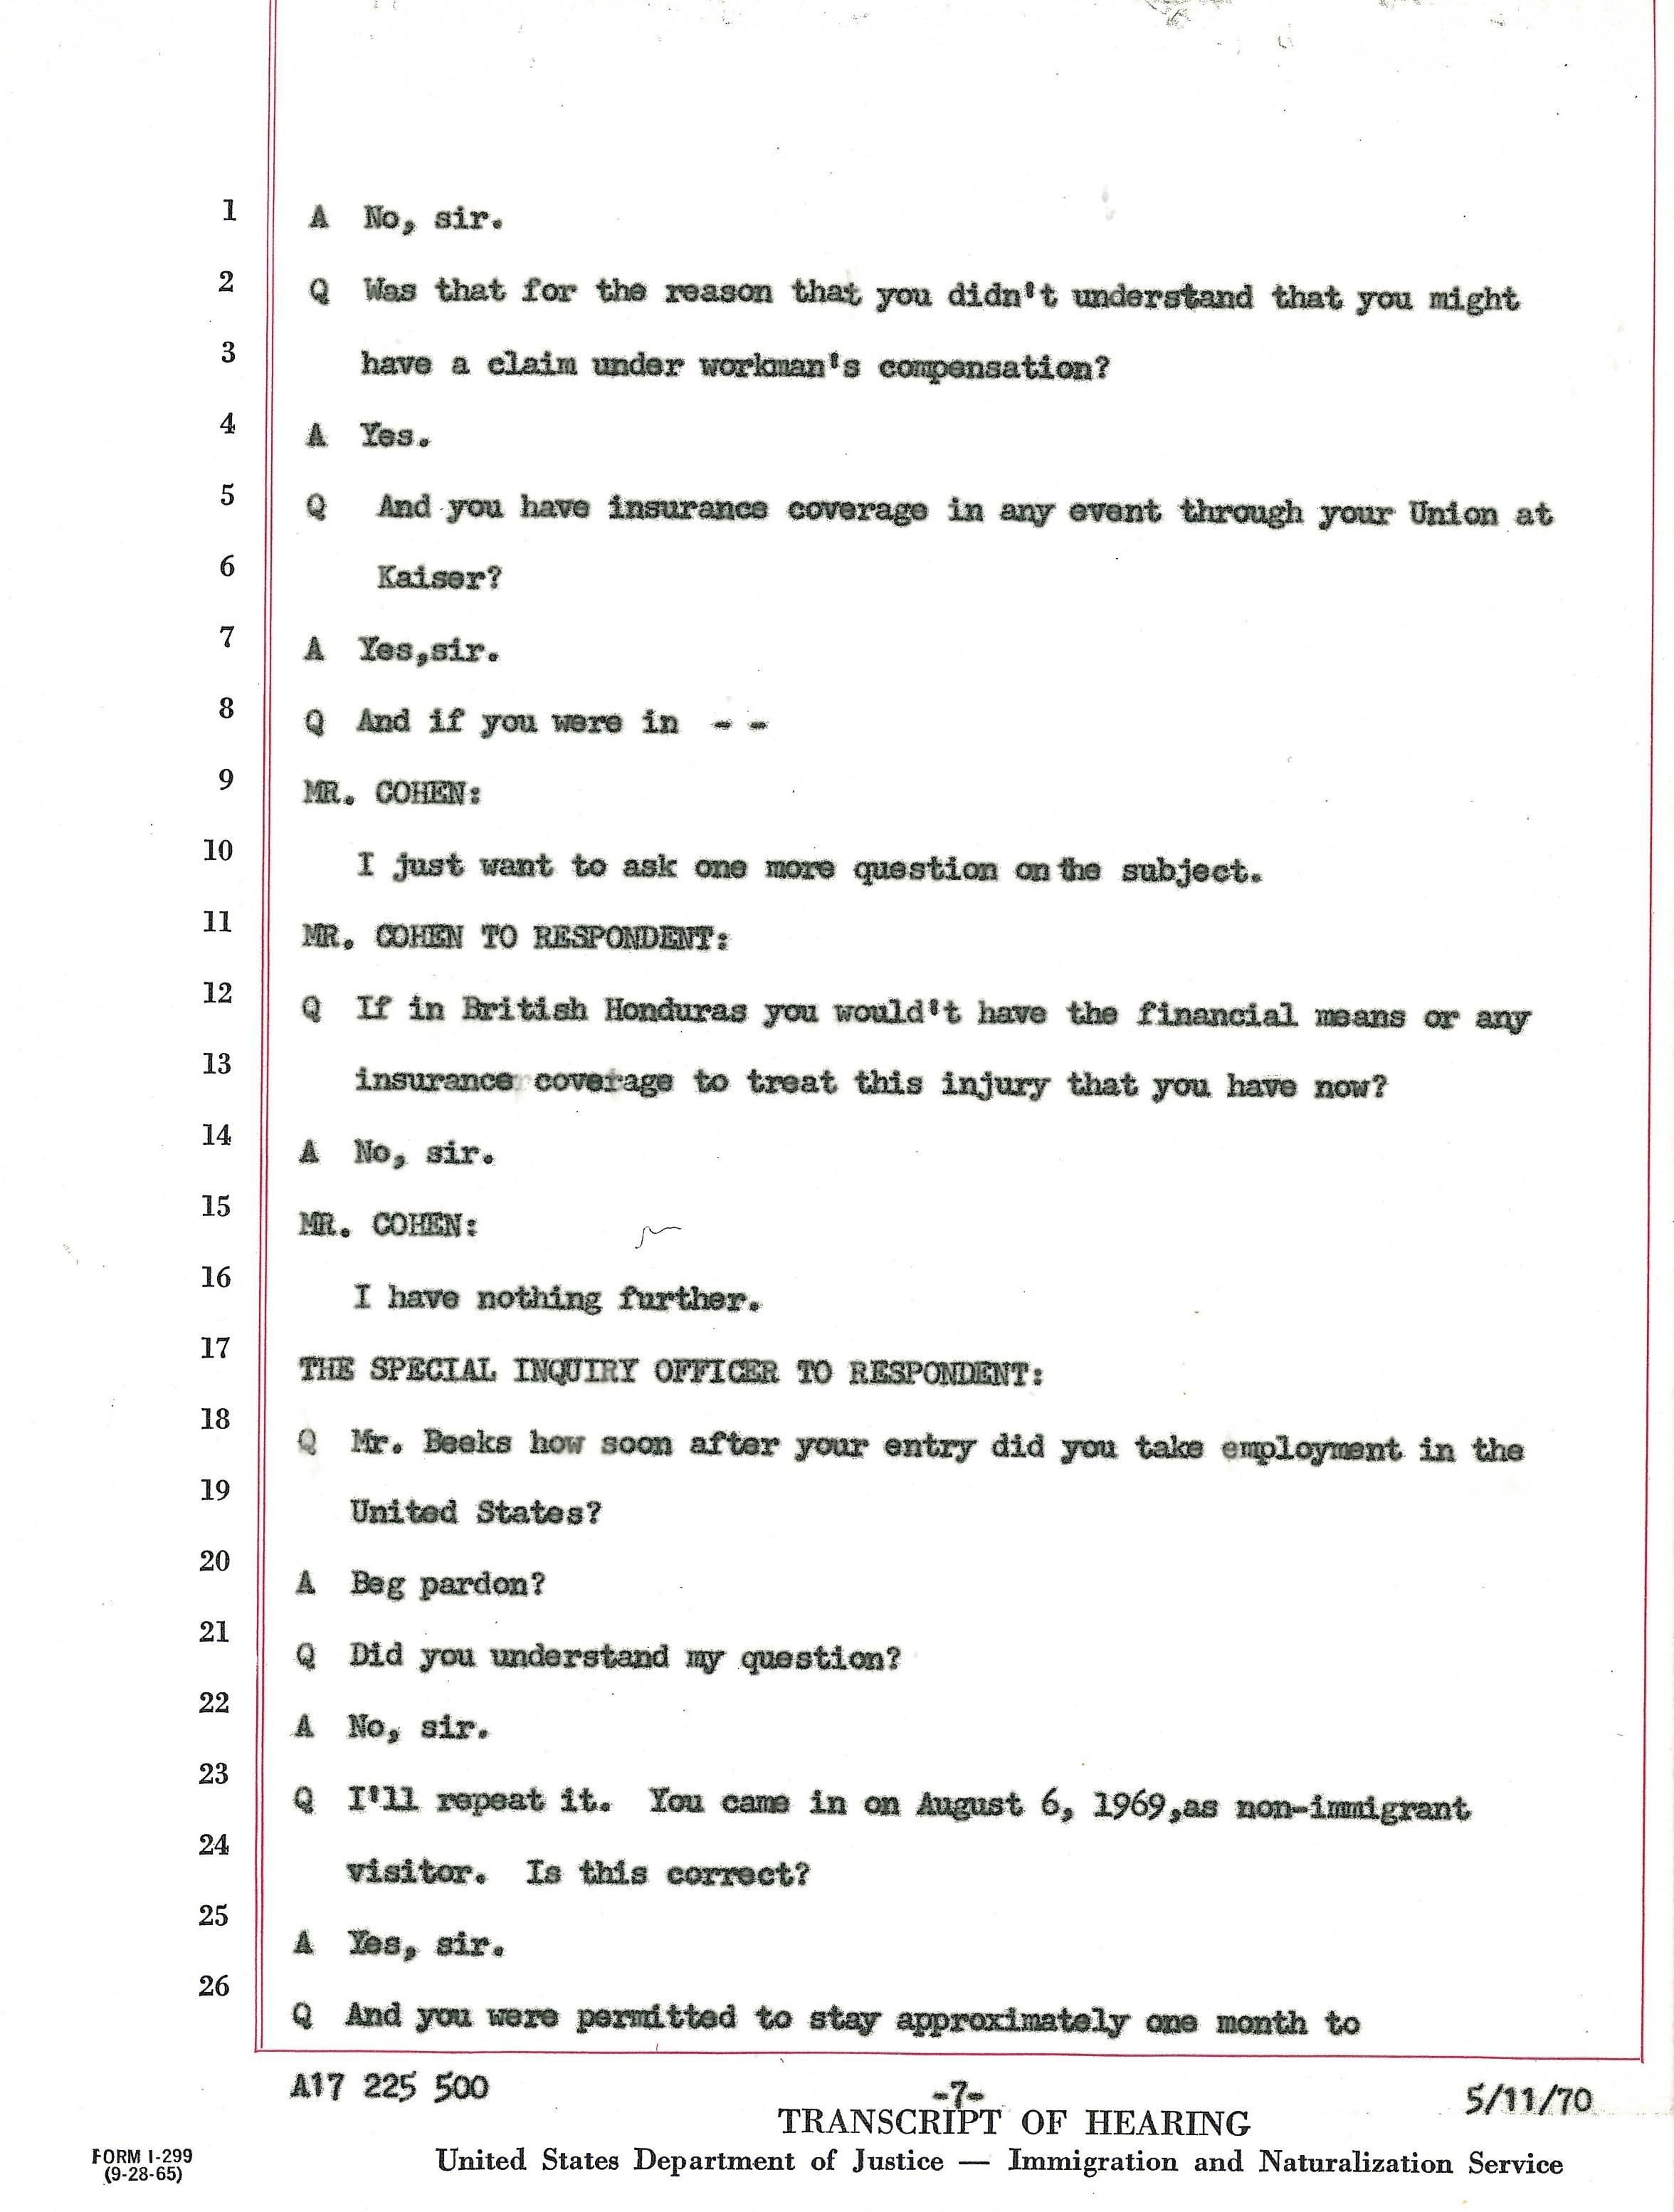 1 A No, sir.
2 Q Was that for the reason that you didn't understand that you might
3 have a claim under workman's compensation?
4 A Yes.
5 Q And you have insurance coverage in any event through your Union at
6 Kaiser?
7 A Yes,sir.
8 Q And if you were in - -
9 MR. COHEN:
10 I just want to ask one more question on the subject.
11 MR. COHEN TO RESPONDENT:
12 Q If in British Honduras you would't have the financial means or any
13 insurance coverage to treat this injury that you have now?
14 A No, sir.
15 MR. COHEN:
16 I have nothing further.
17 THE SPECIAL INQUIRY OFFICER TO RESPONDENT:
18 Q Mr. Beeks how soon after your entry did you take employment in the
19 United States?
20 A Beg pardon?
21 Q Did you understand my question?
22 A No, sir.
23 Q I'll repeat it. You came in on August 6, 1969,as non-immigrant
24 visitor. Is this correct?
25 A Yes, sir.
26 Q And you were permitted to stay approximately one month to
A17 225 500 -7- 5/11/70
TRANSCRIPT OF HEARING
FORM I-299
(9-28-65)
United States Department of Justice — Immigration and Naturalization Service